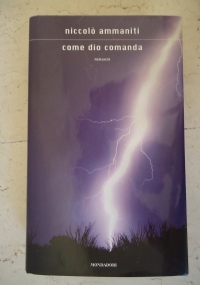 niccolò ammaniti
come dio comanda
romanzo
MONDADORI